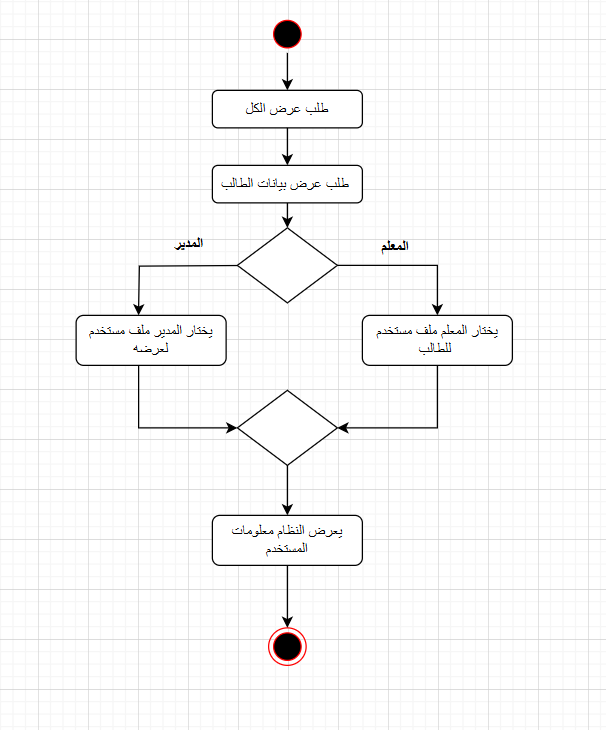 طلب عرض الكل
طلب عرض بيانات الطالب
المعلم
المدير
يختار المعلم ملف مستخدم
للطالب
يختار المدير ملف مستخدم
لعرضه
يعرض النظام معلومات
المستخدم